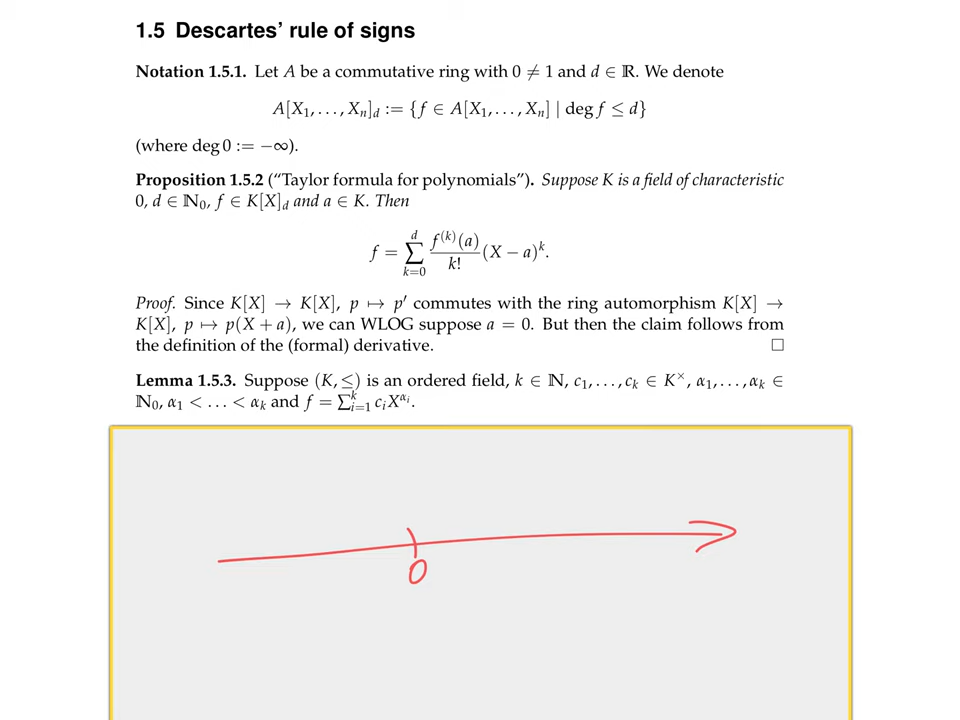 1.5 Descartes’ rule of signs
Notation 1.5.1. Let A be a commutative ring with 0 ≠ 1 and d ∈ ℝ. We denote
A[X₁, . . . , Xₙ]_d := {f ∈ A[X₁, . . . , Xₙ] | deg f ≤ d}
(where deg 0 := −∞).
Proposition 1.5.2 (“Taylor formula for polynomials”). Suppose K is a field of characteristic
0, d ∈ ℕ₀, f ∈ K[X]_d and a ∈ K. Then
f = ∑_{k=0}^{d} \frac{f^{(k)}(a)}{k!} (X − a)^k.
Proof. Since K[X] → K[X], p ↦ p′ commutes with the ring automorphism K[X] →
K[X], p ↦ p(X + a), we can WLOG suppose a = 0. But then the claim follows from
the definition of the (formal) derivative. □
Lemma 1.5.3. Suppose (K, ≤) is an ordered field, k ∈ ℕ, c₁, . . . , c_k ∈ K^×, α₁, . . . , α_k ∈
ℕ₀, α₁ < . . . < α_k and f = ∑_{i=1}^{k} c_i X^{α_i}.
0